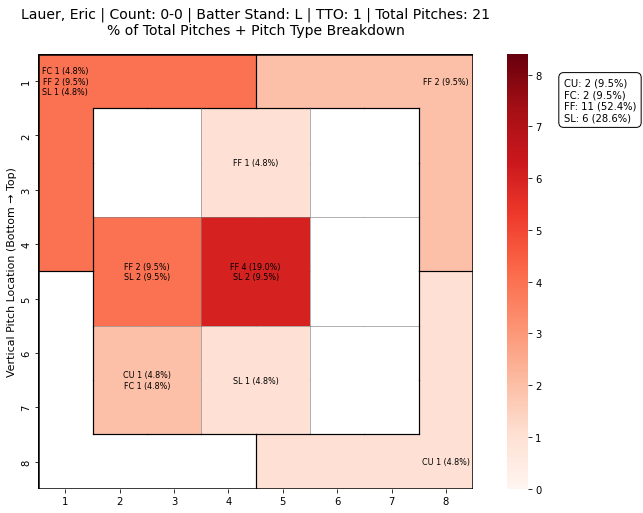 Lauer, Eric | Count: 0-0 | Batter Stand: L | TTO: 1 | Total Pitches: 21
% of Total Pitches + Pitch Type Breakdown
FC 1 (4.8%)
FF 2 (9.5%)
SL 1 (4.8%)
FF 2 (9.5%)
FF 1 (4.8%)
FF 2 (9.5%)
SL 2 (9.5%)
FF 4 (19.0%)
SL 2 (9.5%)
CU 1 (4.8%)
FC 1 (4.8%)
SL 1 (4.8%)
CU 1 (4.8%)
Vertical Pitch Location (Bottom → Top)
1
2
3
4
5
6
7
8
1
2
3
4
5
6
7
8
8
7
6
5
4
3
2
1
0
CU: 2 (9.5%)
FC: 2 (9.5%)
FF: 11 (52.4%)
SL: 6 (28.6%)